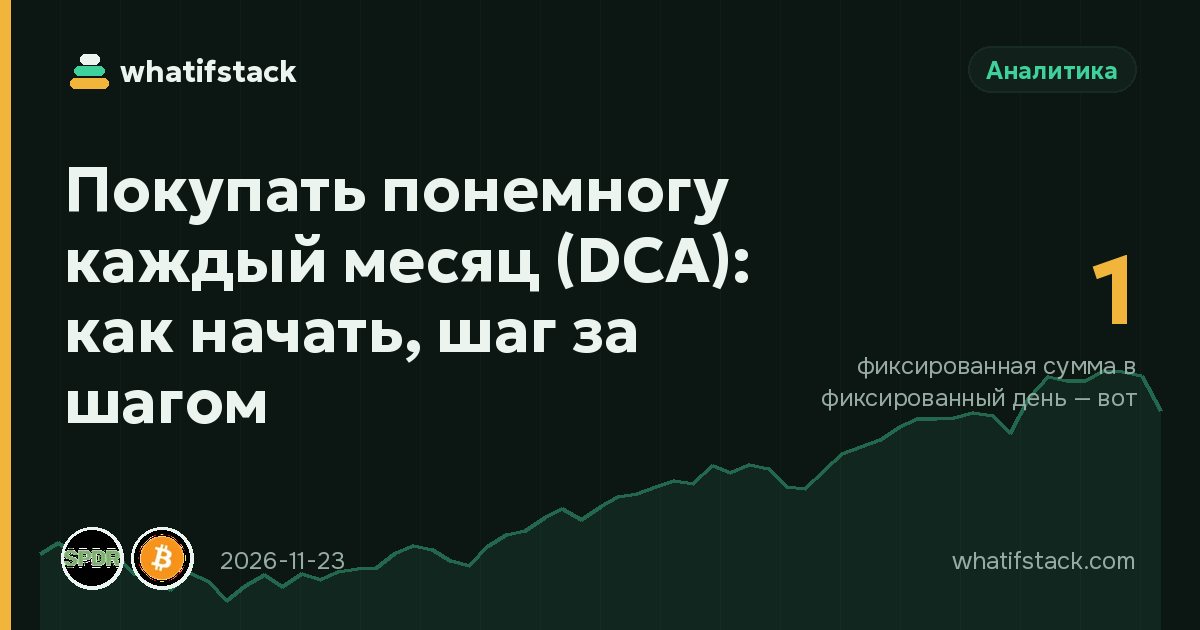 whatifstack
Аналитика
Покупать понемногу
каждый месяц (DCA):
как начать, шаг за
шагом
1
фиксированная сумма в
фиксированный день — вот
SPDR
2026-11-23
whatifstack.com